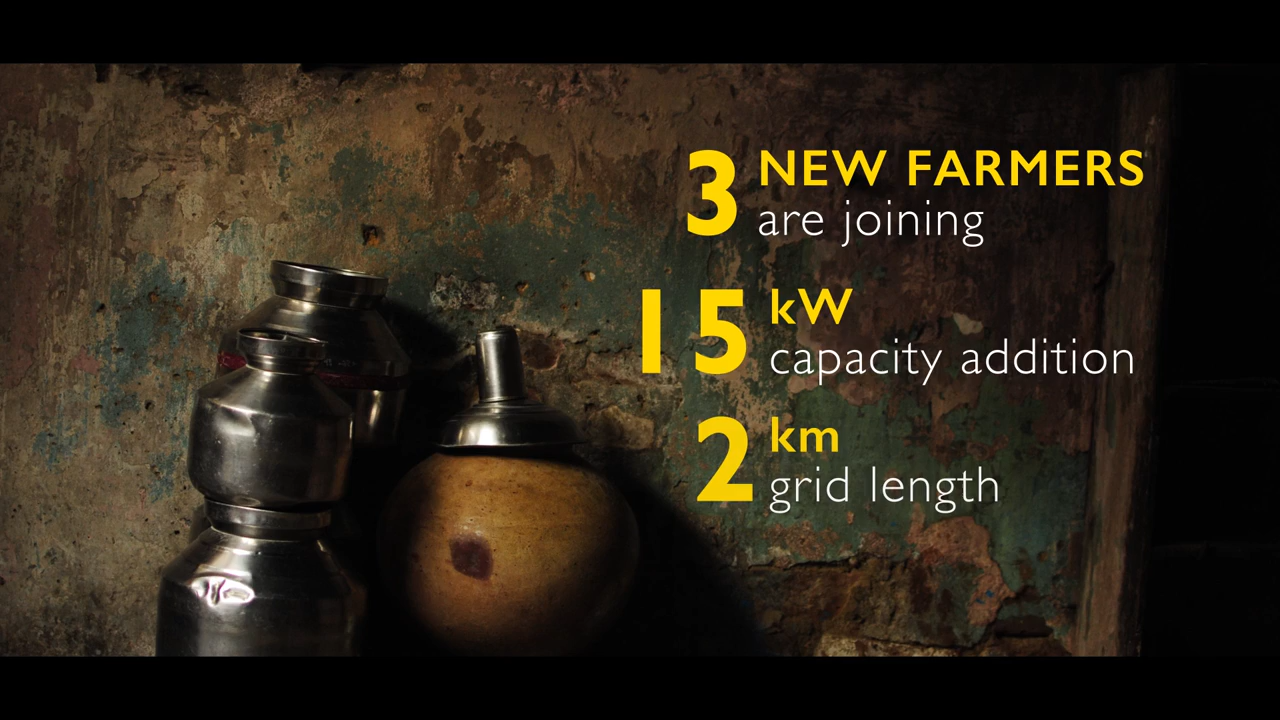 3 NEW FARMERS
are joining
15 kW
capacity addition
2 km
grid length